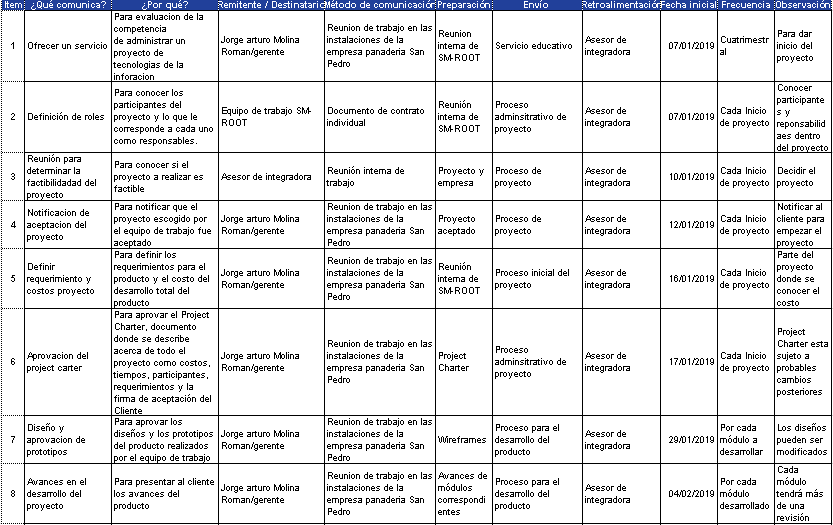 Item ¿Qué comunica? ¿Por qué? Remitente / Destinatario Método de comunicación Preparación Envío Retroalimentación Fecha inicial Frecuencia Observación
1
Ofrecer un servicio
Para evaluacion de la
competencia
de administrar un
proyecto de
tecnologias de la
inforacion
Jorge arturo Molina
Roman/gerente
Reunion de trabajo en las
instalaciones de la
empresa panaderia San
Pedro
Reunion
interna de
SM-ROOT
Servicio educativo
Asesor de
integradora
07/01/2019
Cuatrimestr
al
Para dar
inicio del
proyecto
2
Definición de roles
Para conocer los
participantes del
proyecto y lo que le
corresponde a cada uno
como responsables.
Equipo de trabajo SM-
ROOT
Documento de contrato
individual
Reunión
interna de
SM-ROOT
Proceso
adminsitrativo de
proyecto
Asesor de
integradora
07/01/2019
Cada Inicio
de proyecto
Conocer
participante
s y
reponsabilid
aes dentro
del proyecto
3
Reunión para
determinar la
factibilidadad del
proyecto
Para conocer si el
proyecto a realizar es
factible
Asesor de integradora
Reunión interna de
trabajo
Proyecto y
empresa
Proceso de
proyecto
Asesor de
integradora
10/01/2019
Cada Inicio
de proyecto
Decidir el
proyecto
4
Notificacion de
aceptacion del
proyecto
Para notificar que el
proyecto escogido por
el equipo de trabajo fue
aceptado
Jorge arturo Molina
Roman/gerente
Reunion de trabajo en las
instalaciones de la
empresa panaderia San
Pedro
Proyecto
aceptado
Proceso de
proyecto
Asesor de
integradora
12/01/2019
Cada Inicio
de proyecto
Notificar al
cliente para
empezar el
proyecto
5
Definir
requerimiento y
costos proyecto
Para definir los
requerimientos para el
producto y el costo del
desarrollo total del
producto
Jorge arturo Molina
Roman/gerente
Reunion de trabajo en las
instalaciones de la
empresa panaderia San
Pedro
Reunión
interna de
SM-ROOT
Proceso inicial del
proyecto
Asesor de
integradora
16/01/2019
Cada Inicio
de proyecto
Parte del
proyecto
donde se
conocer el
costo
6
Aprovacion del
project carter
Para aprovar el Project
Charter, documento
donde se describe
acerca de todo el
proyecto como costos,
tiempos, participantes,
requerimientos y la
firma de aceptación del
Cliente
Jorge arturo Molina
Roman/gerente
Reunion de trabajo en las
instalaciones de la
empresa panaderia San
Pedro
Project
Charter
Proceso
adminsitrativo de
proyecto
Asesor de
integradora
17/01/2019
Cada Inicio
de proyecto
Project
Charter esta
sujeto a
probables
cambios
posteriores
7
Diseño y
aprovacion de
prototipos
Para aprovar los
diseños y los prototipos
del producto realizados
por el equipo de trabajo
Jorge arturo Molina
Roman/gerente
Reunion de trabajo en las
instalaciones de la
empresa panaderia San
Pedro
Wireframes
Proceso para el
desarrollo del
producto
Asesor de
integradora
29/01/2019
Por cada
módulo a
desarrollar
Los diseños
pueden ser
modificados
8
Avances en el
desarrollo del
proyecto
Para presentar al cliente
los avances del
producto
Jorge arturo Molina
Roman/gerente
Reunion de trabajo en las
instalaciones de la
empresa panaderia San
Pedro
Avances de
módulos
correspondi
entes
Proceso para el
desarrollo del
producto
Asesor de
integradora
04/02/2019
Por cada
módulo
desarrollado
Cada
módulo
tendrá más
de una
revisión